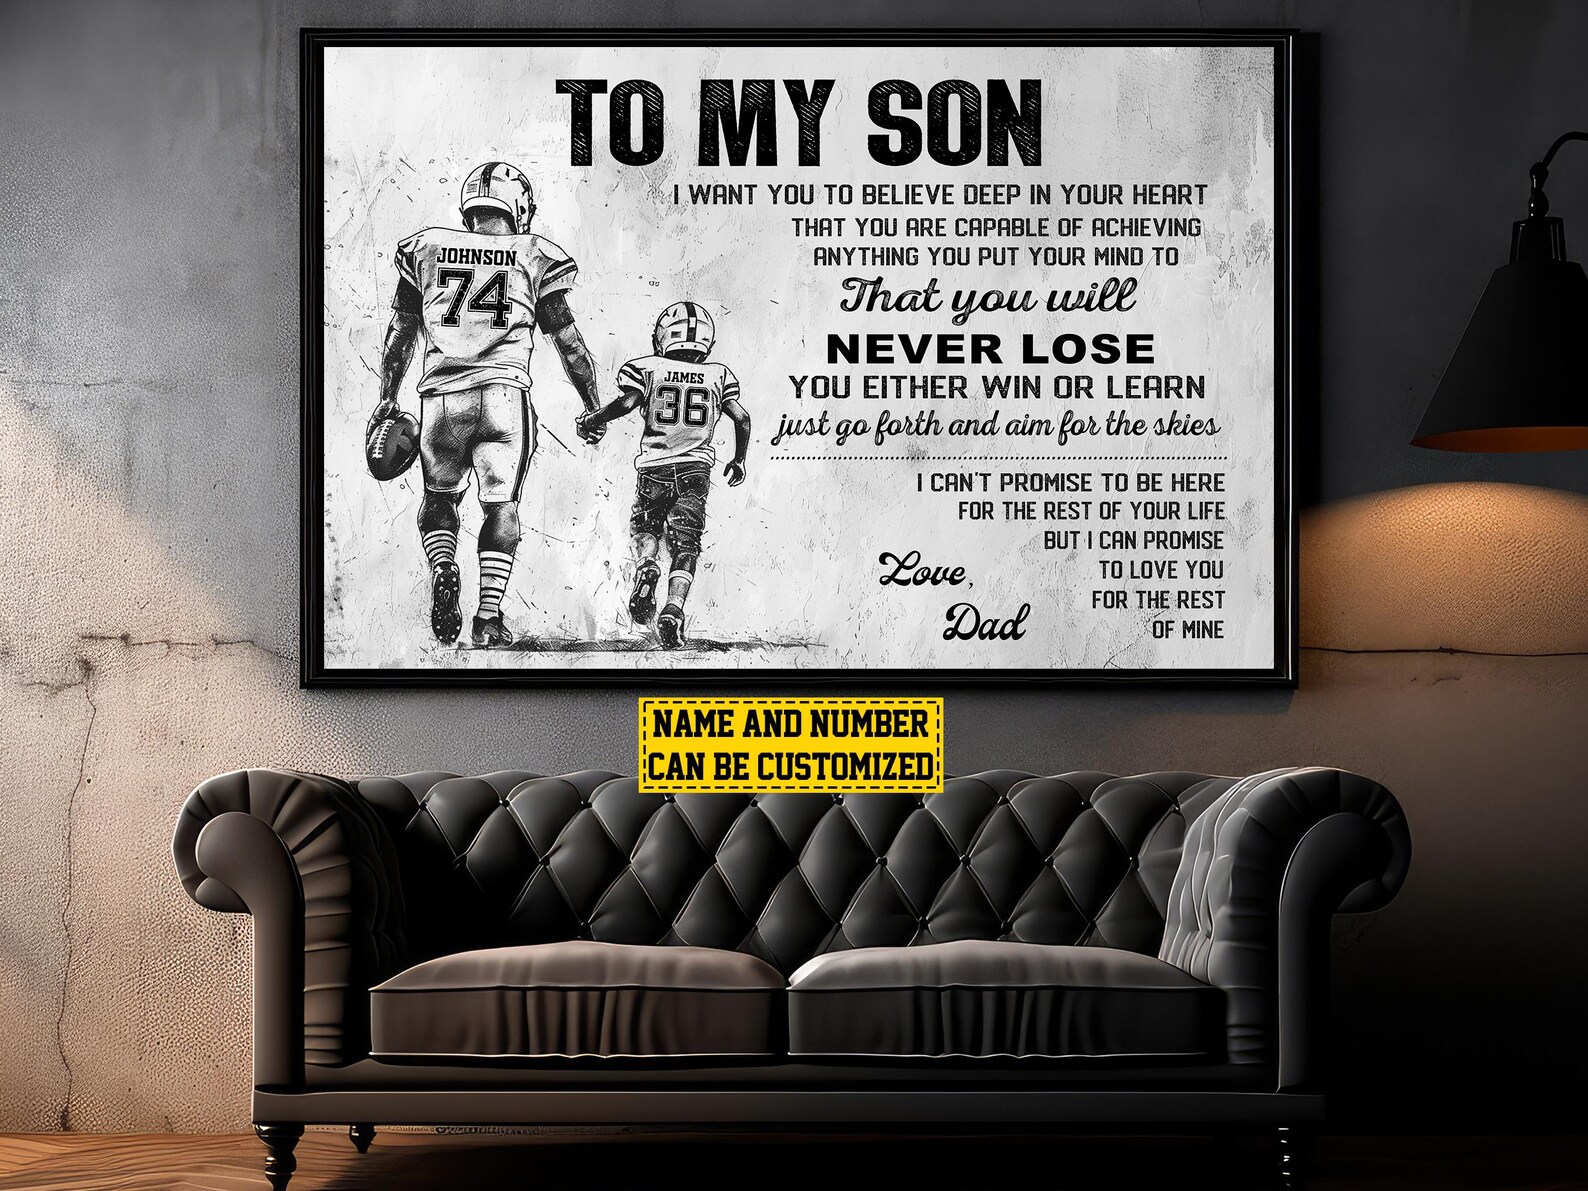 TO MY SON
I WANT YOU TO BELIEVE DEEP IN YOUR HEART
THAT YOU ARE CAPABLE OF ACHIEVING
ANYTHING YOU PUT YOUR MIND TO
That you will
NEVER LOSE
YOU EITHER WIN OR LEARN
just go forth and aim for the skies
I CAN'T PROMISE TO BE HERE
FOR THE REST OF YOUR LIFE
BUT I CAN PROMISE
TO LOVE YOU
FOR THE REST
OF MINE
Love,
Dad
JOHNSON
74
JAMES
36
NAME AND NUMBER
CAN BE CUSTOMIZED